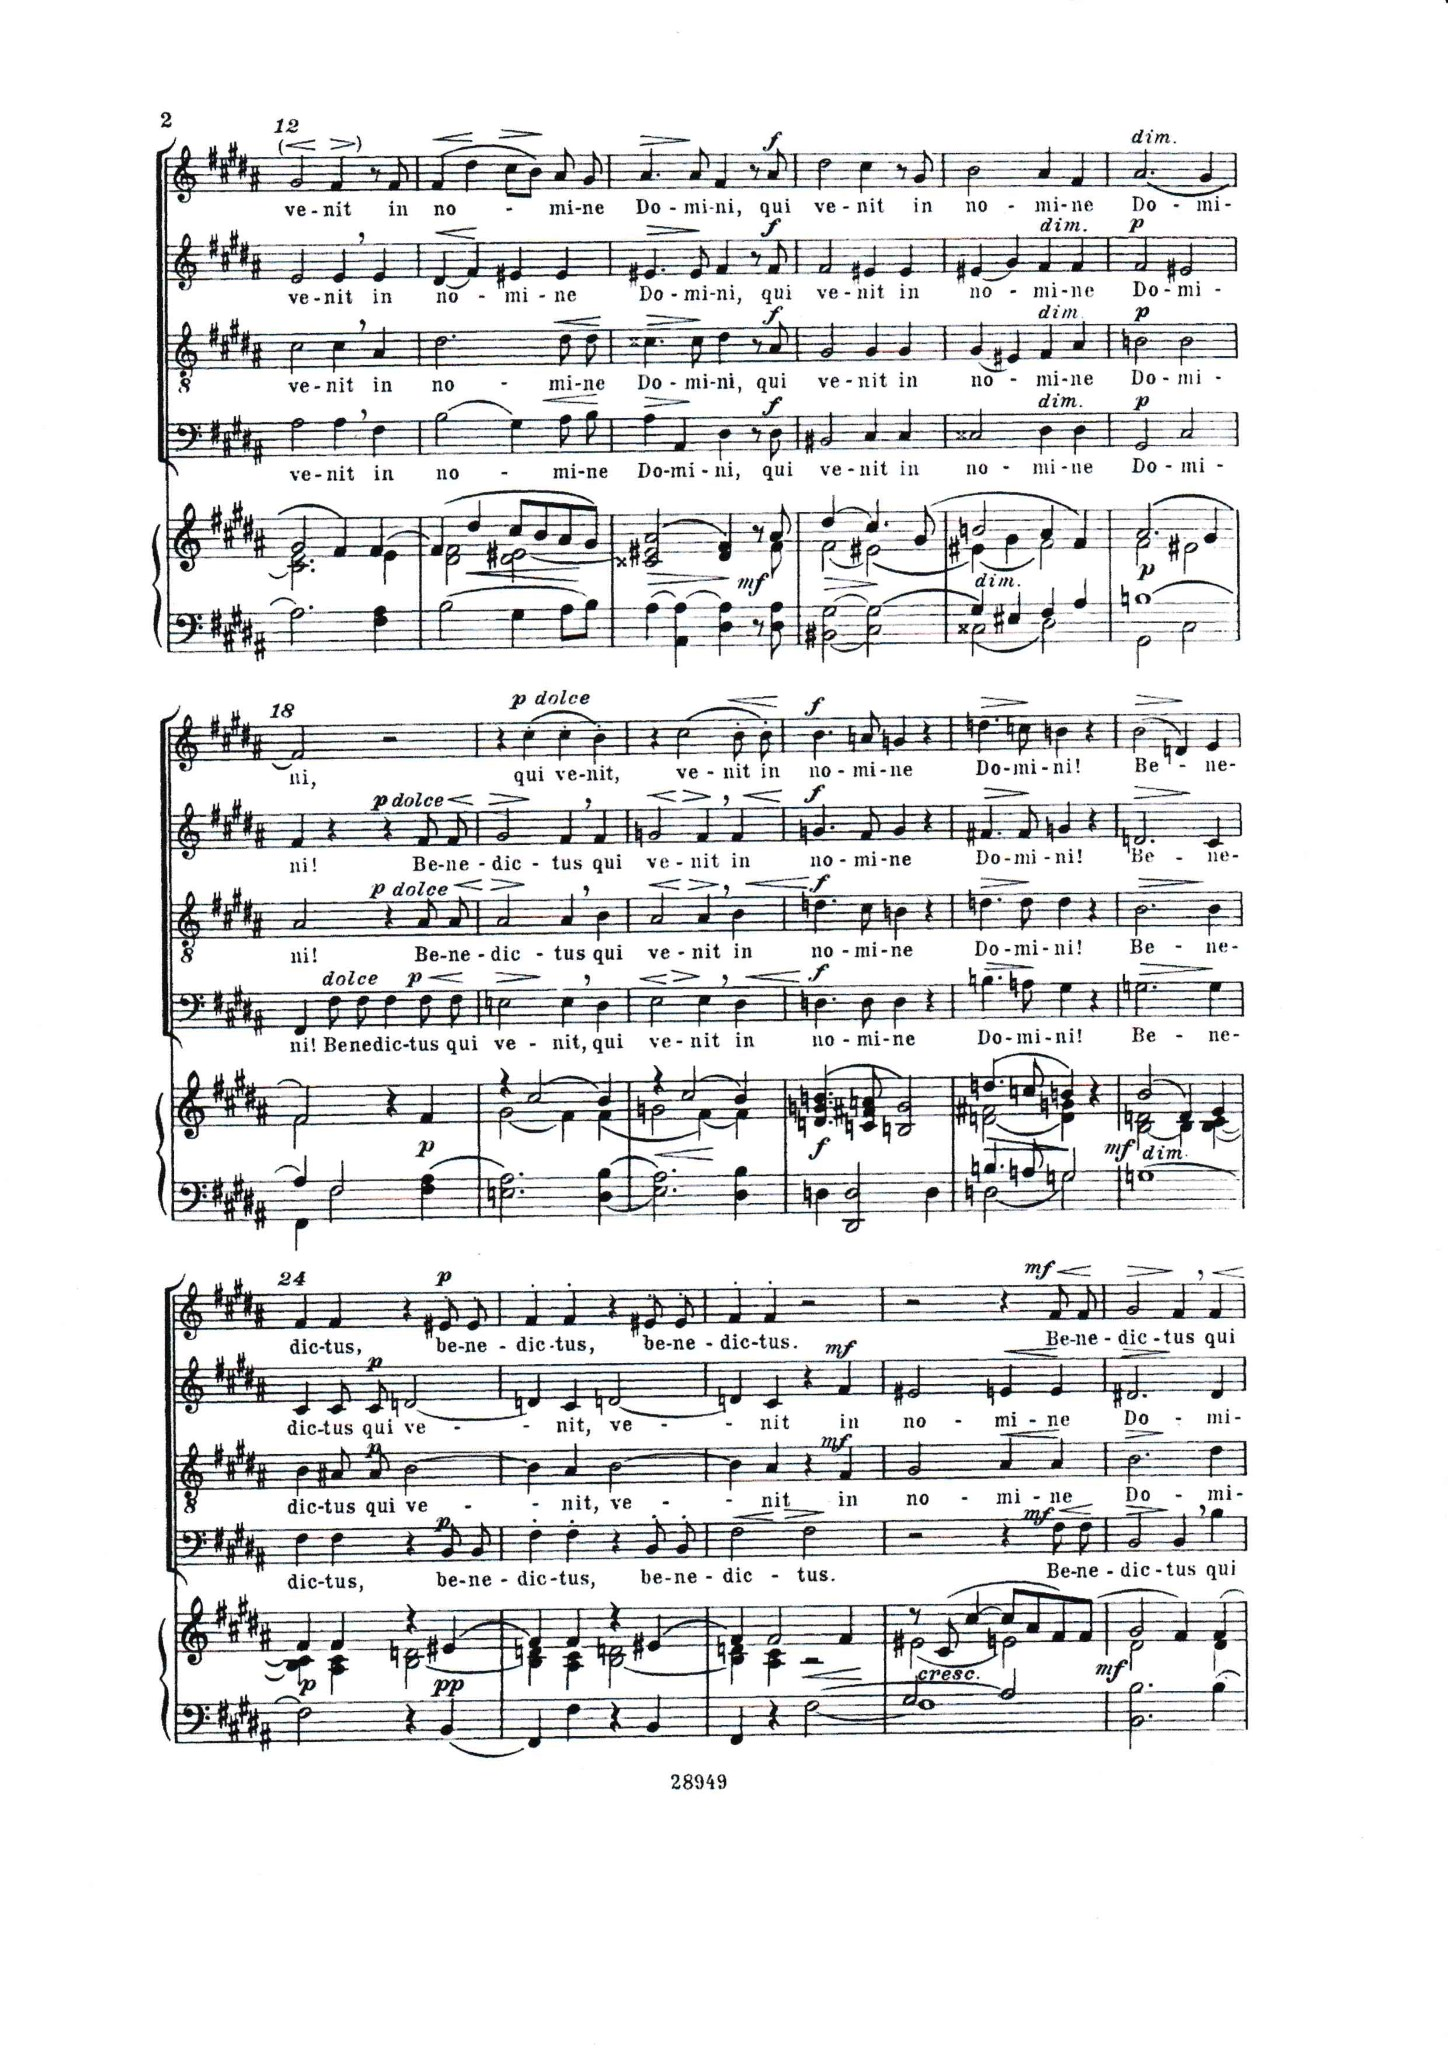 2
12
f
dim.
ve-nit in no - mi-ne Do-mi-ni, qui ve-nit in no - mi-ne Do - mi-
f dim. p
ve-nit in no - mi - ne Do-mi-ni, qui ve-nit in no - mi-ne Do - mi -
f dim. p
8
ve-nit in no - mi-ne Do-mi-ni, qui ve-nit in no - mi-ne Do - mi -
f dim. p
ve-nit in no - mi-ne Do-mi-ni, qui ve-nit in no - mi-ne Do - mi -
mf dim. p
18
p dolce f
ni, qui ve-nit, ve - nit in no-mi-ne Do-mi-ni! Be - ne-
p dolce f
ni! Be-ne-dic - tus qui ve - nit in no-mi-ne Do-mi-ni! Be - ne-
p dolce f
8
ni! Be-ne-dic - tus qui ve - nit in no-mi-ne Do-mi-ni! Be - ne-
dolce p f
ni! Benedic-tus qui ve - nit, qui ve - nit in no-mi-ne Do-mi-ni! Be - ne-
p f mf dim.
24
p mf
dic-tus, be-ne-dic-tus, be-ne-dic-tus. Be-ne-dic-tus qui
p mf
dic-tus qui ve - nit, ve - nit in no - mi - ne Do - mi-
p mf
8
dic-tus qui ve - nit, ve - nit in no - mi - ne Do - mi-
p mf
dic-tus, be-ne-dic-tus, be-ne-dic - tus. Be-ne-dic-tus qui
p pp cresc. mf
28949